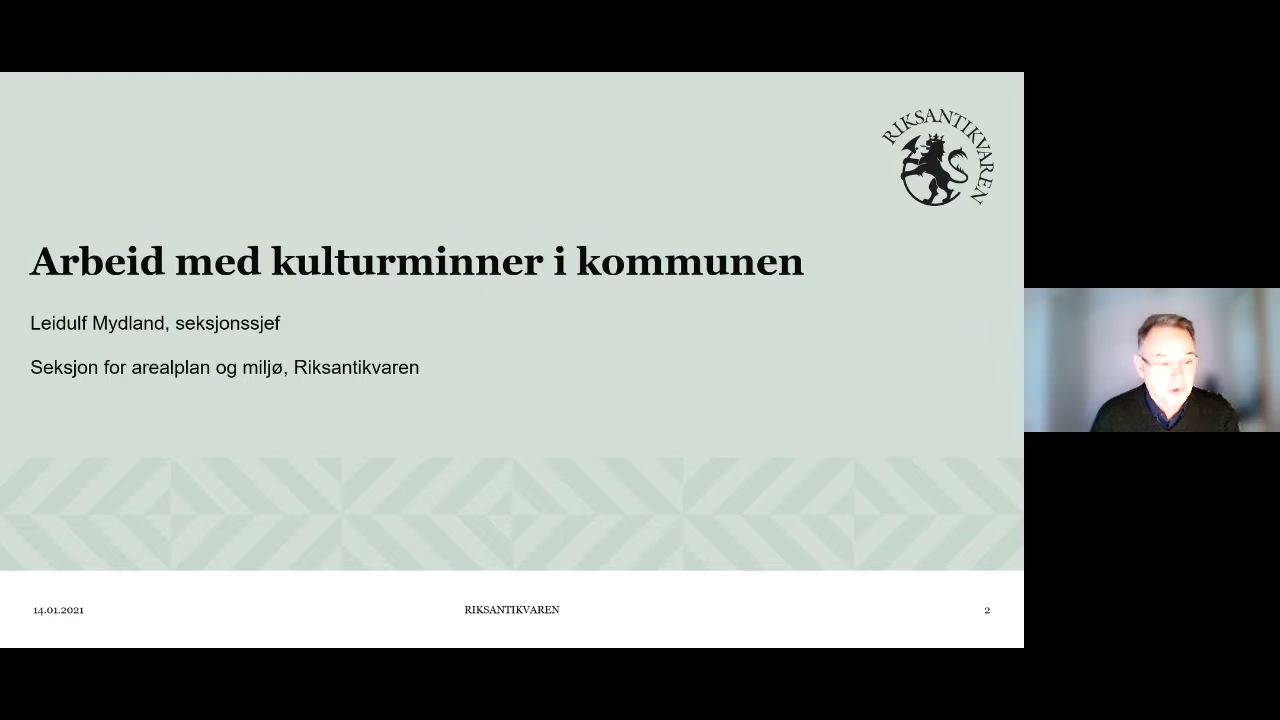 RIKSANTIKVAREN
Arbeid med kulturminner i kommunen
Leidulf Mydland, seksjonssjef
Seksjon for arealplan og miljø, Riksantikvaren
14.01.2021
RIKSANTIKVAREN
2